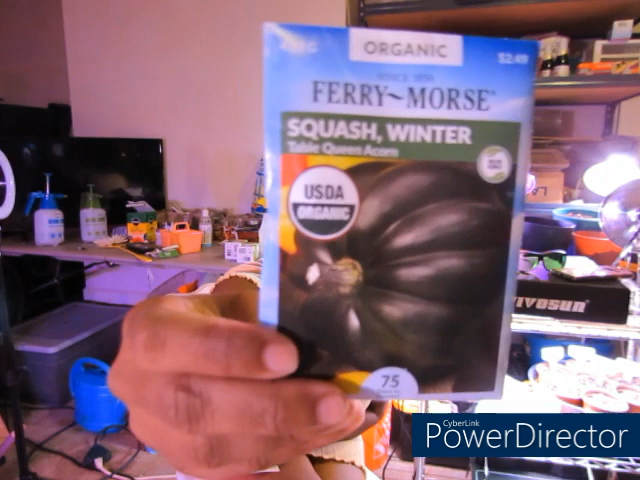 ORGANIC
$2.49
SINCE 1856
FERRY~MORSE
SQUASH, WINTER
Table Queen Acorn
USDA
ORGANIC
75
VIVOSUN
CyberLink
PowerDirector